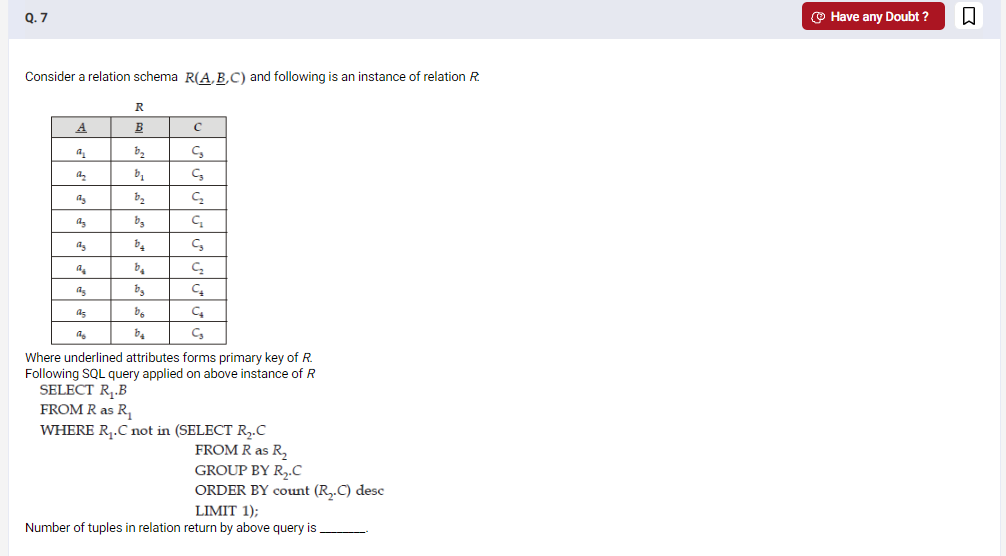 Q. 7
Have any Doubt ?
Consider a relation schema R(A,B,C) and following is an instance of relation R.
R
A B C
a₁ b₂ C₃
a₂ b₁ C₃
a₃ b₂ C₂
a₃ b₃ C₁
a₃ b₄ C₃
a₄ b₄ C₂
a₅ b₃ C₄
a₅ b₆ C₄
a₆ b₄ C₃
Where underlined attributes forms primary key of R.
Following SQL query applied on above instance of R
SELECT R₁.B
FROM R as R₁
WHERE R₁.C not in (SELECT R₂.C
FROM R as R₂
GROUP BY R₂.C
ORDER BY count (R₂.C) desc
LIMIT 1);
Number of tuples in relation return by above query is ________.